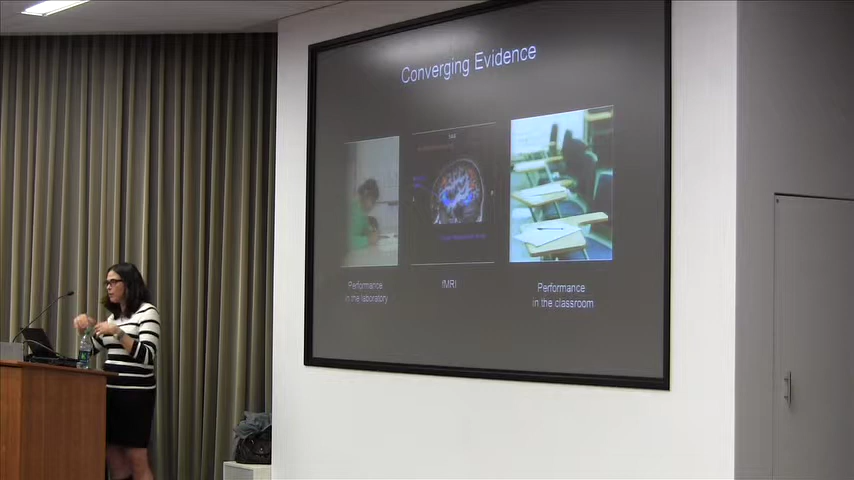 Converging Evidence
Performance
in the laboratory
fMRI
Performance
in the classroom